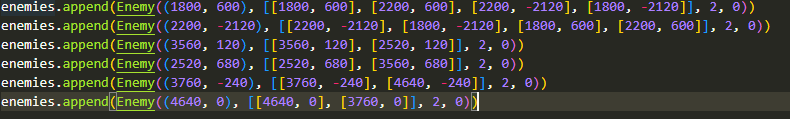 enemies.append(Enemy((1800, 600), [[1800, 600], [2200, 600], [2200, -2120], [1800, -2120]], 2, 0))
enemies.append(Enemy((2200, -2120), [[2200, -2120], [1800, -2120], [1800, 600], [2200, 600]], 2, 0))
enemies.append(Enemy((3560, 120), [[3560, 120], [2520, 120]], 2, 0))
enemies.append(Enemy((2520, 680), [[2520, 680], [3560, 680]], 2, 0))
enemies.append(Enemy((3760, -240), [[3760, -240], [4640, -240]], 2, 0))
enemies.append(Enemy((4640, 0), [[4640, 0], [3760, 0]], 2, 0))